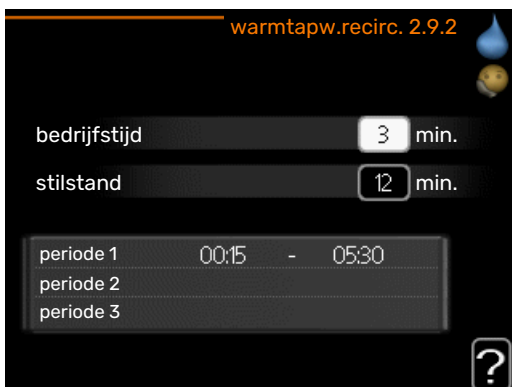 warmtapw.recirc. 2.9.2
bedrijfstijd 3 min.
stilstand 12 min.
periode 1 00:15 - 05:30
periode 2
periode 3
?